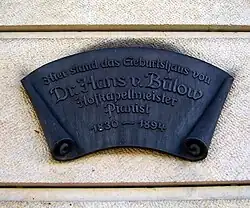 Hier stand das Geburtshaus von
Dr. Hans v. Bülow
Hofkapellmeister
Pianist
1830 — 1894